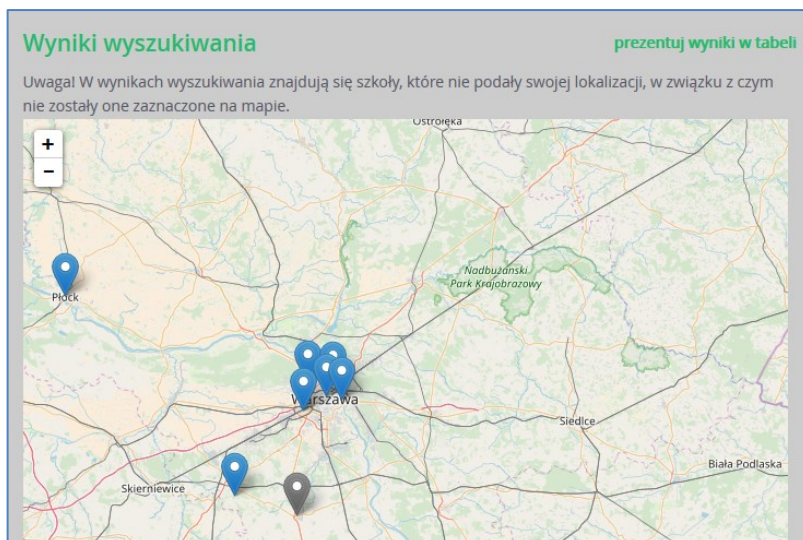 Wyniki wyszukiwania
prezentuj wyniki w tabeli
Uwaga! W wynikach wyszukiwania znajdują się szkoły, które nie podały swojej lokalizacji, w związku z czym
nie zostały one zaznaczone na mapie.
Ostrołęka
+
−
Nadbużański
Park Krajobrazowy
Płock
Warszawa
Siedlce
Biała Podlaska
Skierniewice